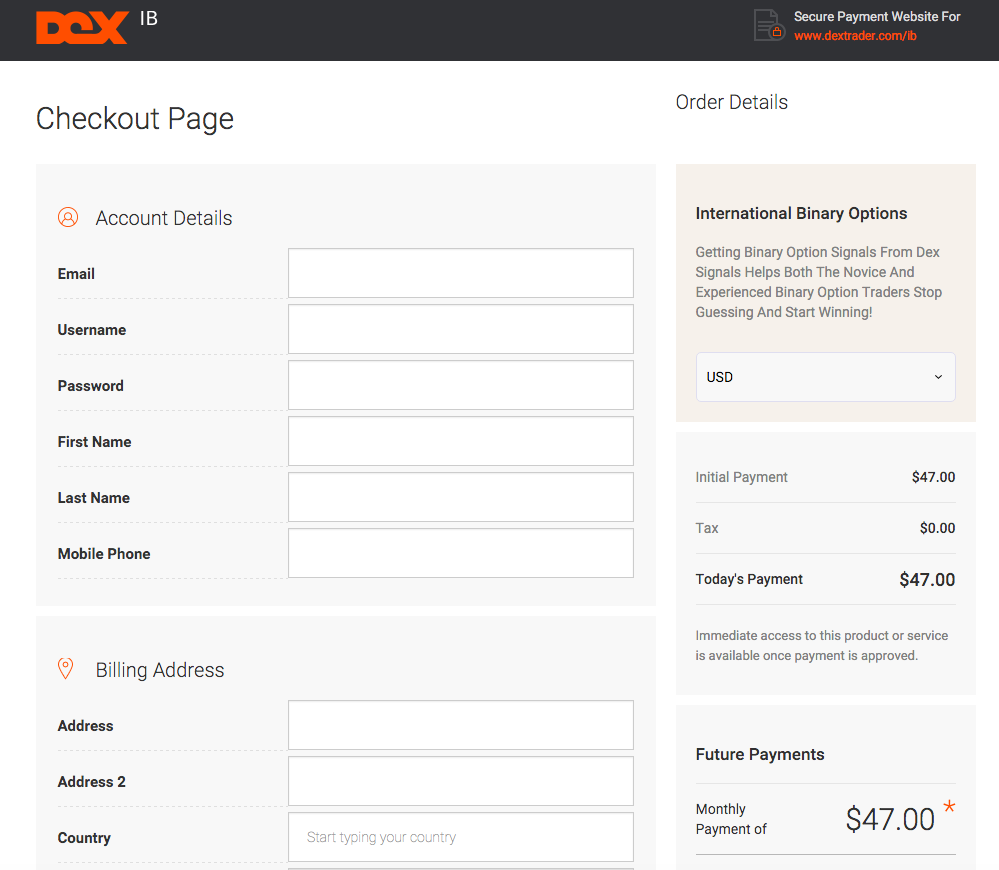 DEX IB
Secure Payment Website For
www.dextrader.com/ib
Checkout Page
Account Details
Email
Username
Password
First Name
Last Name
Mobile Phone
Billing Address
Address
Address 2
Country
Start typing your country
Order Details
International Binary Options
Getting Binary Option Signals From Dex
Signals Helps Both The Novice And
Experienced Binary Option Traders Stop
Guessing And Start Winning!
USD
Initial Payment $47.00
Tax $0.00
Today's Payment $47.00
Immediate access to this product or service
is available once payment is approved.
Future Payments
Monthly
Payment of $47.00 *